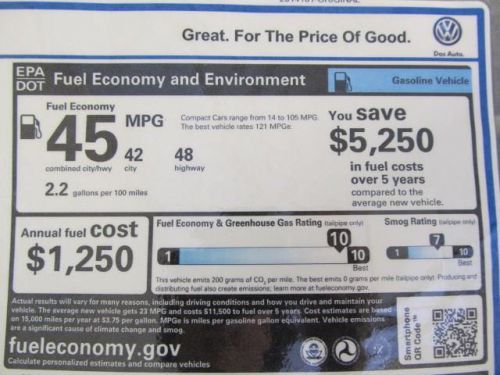 Great. For The Price Of Good.
Das Auto.
EPA
DOT
Fuel Economy and Environment
Gasoline Vehicle
Fuel Economy
45 MPG
combined city/hwy
42
city
48
highway
2.2 gallons per 100 miles
Compact Cars range from 14 to 105 MPG.
The best vehicle rates 121 MPGe.
You save
$5,250
in fuel costs
over 5 years
compared to the
average new vehicle.
Annual fuel cost
$1,250
Fuel Economy & Greenhouse Gas Rating (tailpipe only)
10
1
10
Best
Smog Rating (tailpipe only)
7
1
10
Best
This vehicle emits 200 grams of CO₂ per mile. The best emits 0 grams per mile (tailpipe only). Producing and
distributing fuel also create emissions; learn more at fueleconomy.gov.
Actual results will vary for many reasons, including driving conditions and how you drive and maintain your
vehicle. The average new vehicle gets 23 MPG and costs $11,500 to fuel over 5 years. Cost estimates are based
on 15,000 miles per year at $3.75 per gallon. MPGe is miles per gasoline gallon equivalent. Vehicle emissions
are a significant cause of climate change and smog.
fueleconomy.gov
Calculate personalized estimates and compare vehicles
Smartphone
QR Code™